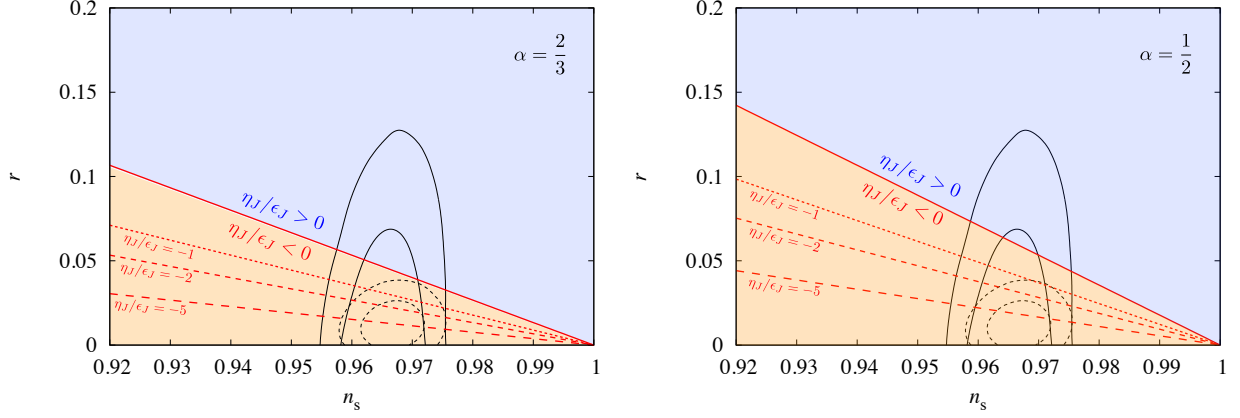 0.2
0.15
0.1
0.05
0
r
α = 2/3
η_J/ϵ_J > 0
η_J/ϵ_J < 0
η_J/ϵ_J = −1
η_J/ϵ_J = −2
η_J/ϵ_J = −5
0.92 0.93 0.94 0.95 0.96 0.97 0.98 0.99 1
n_s
0.2
0.15
0.1
0.05
0
r
α = 1/2
η_J/ϵ_J > 0
η_J/ϵ_J < 0
η_J/ϵ_J = −1
η_J/ϵ_J = −2
η_J/ϵ_J = −5
0.92 0.93 0.94 0.95 0.96 0.97 0.98 0.99 1
n_s